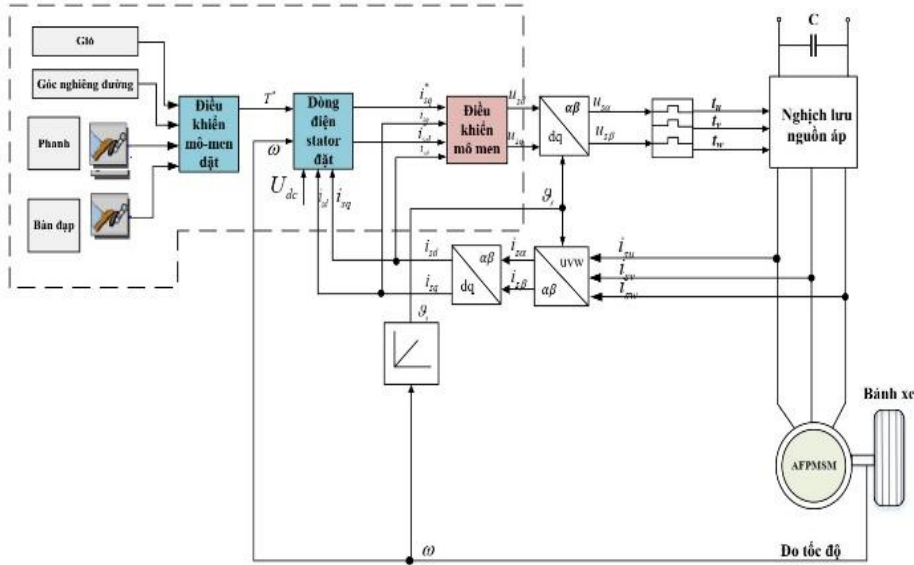 Gió
Góc nghiêng đường
Phanh
Bàn đạp
Điều
khiển
mô-men
đặt
T*
ω
Dòng
điện
stator
đặt
U_dc
i_sd
i_sq
i*_sq
i_sq
i_sd
Điều
khiển
mô men
u_sd
u_sq
αβ
dq
u_sα
u_sβ
t_u
t_v
t_w
C
Nghịch lưu
nguồn áp
ϑ_s
i_sd
i_sq
αβ
dq
i_sα
i_sβ
uvw
αβ
i_su
i_sv
i_sw
ϑ_s
Bánh xe
AFPMSM
ω
Do tốc độ